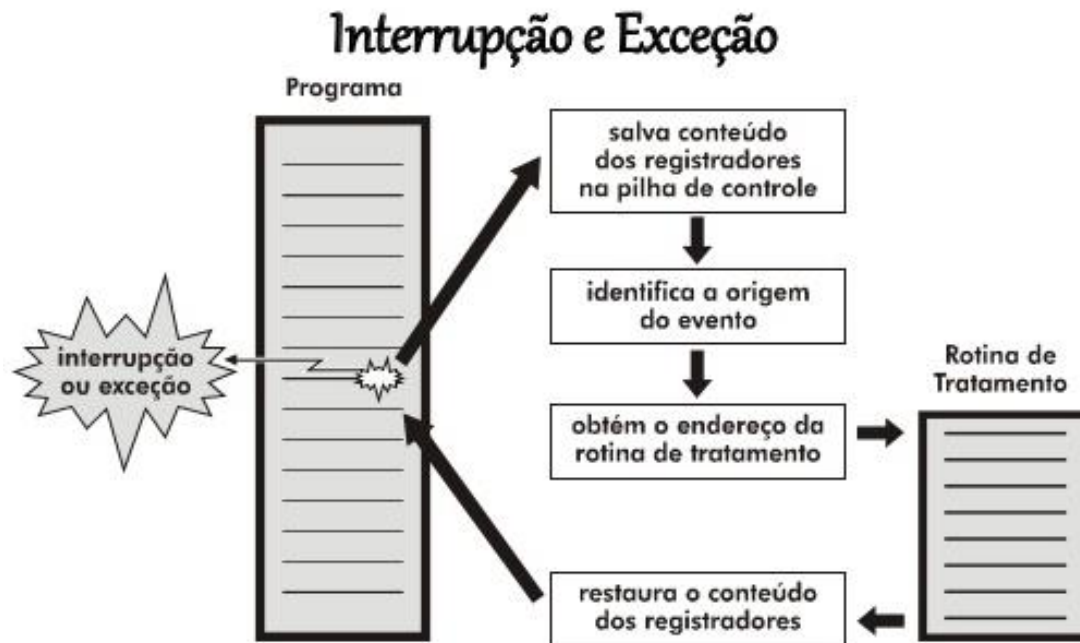 Interrupção e Exceção
Programa
salva conteúdo
dos registradores
na pilha de controle
identifica a origem
do evento
interrupção
ou exceção
obtém o endereço da
rotina de tratamento
Rotina de
Tratamento
restaura o conteúdo
dos registradores